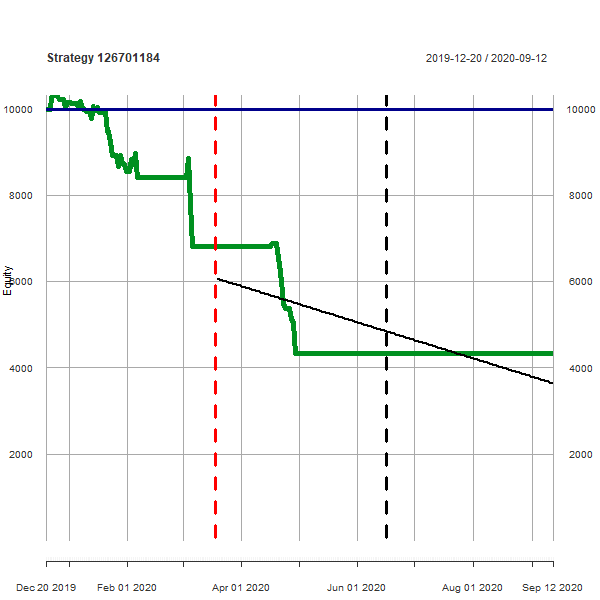 Strategy 126701184
2019-12-20 / 2020-09-12
10000
10000
8000
8000
Equity
6000
6000
4000
4000
2000
2000
Dec 20 2019
Feb 01 2020
Apr 01 2020
Jun 01 2020
Aug 01 2020
Sep 12 2020